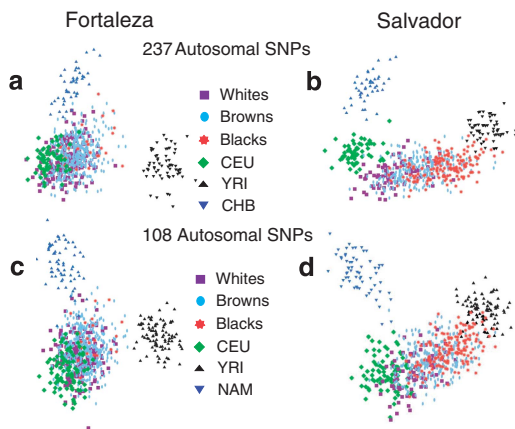 Fortaleza
Salvador
237 Autosomal SNPs
a
b
Whites
Browns
Blacks
CEU
YRI
CHB
108 Autosomal SNPs
c
d
Whites
Browns
Blacks
CEU
YRI
NAM